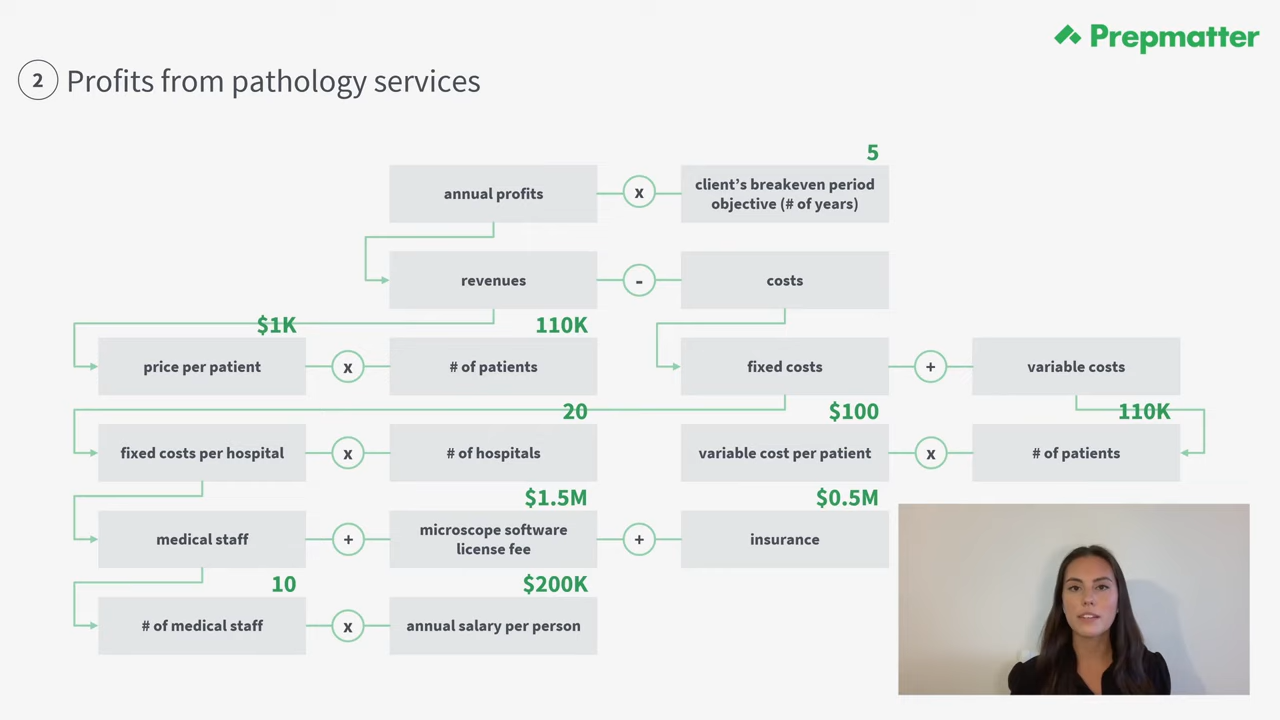 Prepmatter
2 Profits from pathology services
5
annual profits x client's breakeven period
objective (# of years)
revenues - costs
$1K 110K
price per patient x # of patients fixed costs + variable costs
20 $100 110K
fixed costs per hospital x # of hospitals variable cost per patient x # of patients
$1.5M $0.5M
medical staff + microscope software
license fee + insurance
10 $200K
# of medical staff x annual salary per person